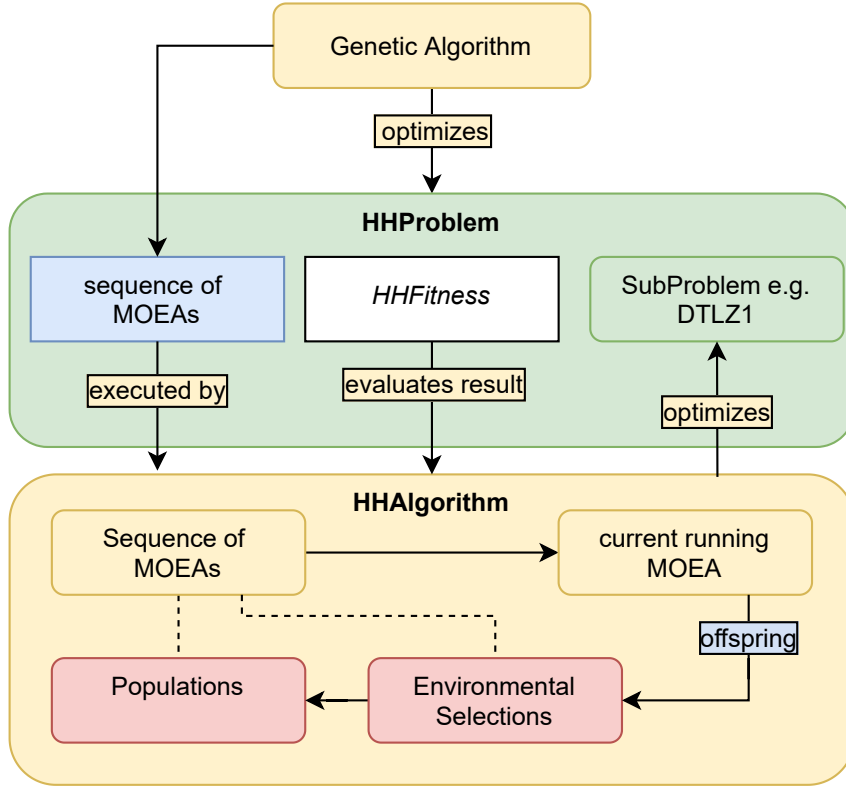 Genetic Algorithm
optimizes
HHProblem
sequence of
MOEAs
HHFitness
SubProblem e.g.
DTLZ1
executed by
evaluates result
optimizes
HHAlgorithm
Sequence of
MOEAs
current running
MOEA
offspring
Populations
Environmental
Selections